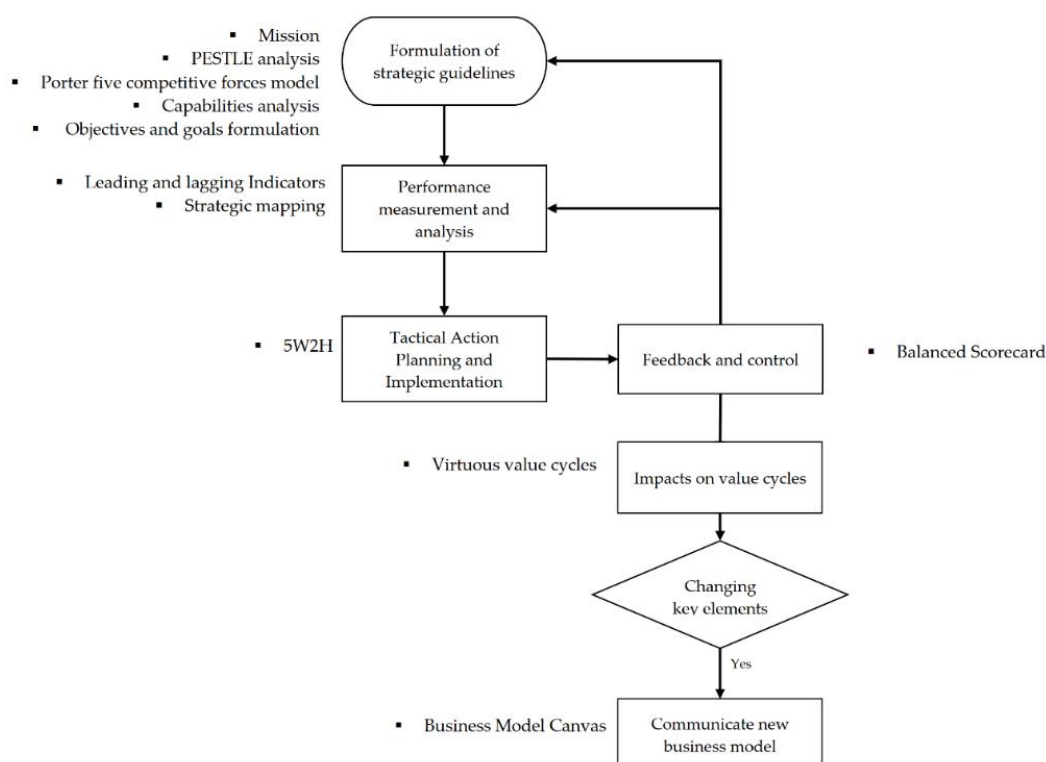 ▪ Mission
▪ PESTLE analysis
▪ Porter five competitive forces model
▪ Capabilities analysis
▪ Objectives and goals formulation
Formulation of
strategic guidelines
▪ Leading and lagging Indicators
▪ Strategic mapping
Performance
measurement and
analysis
▪ 5W2H
Tactical Action
Planning and
Implementation
Feedback and control
▪ Balanced Scorecard
▪ Virtuous value cycles
Impacts on value cycles
Changing
key elements
Yes
▪ Business Model Canvas
Communicate new
business model